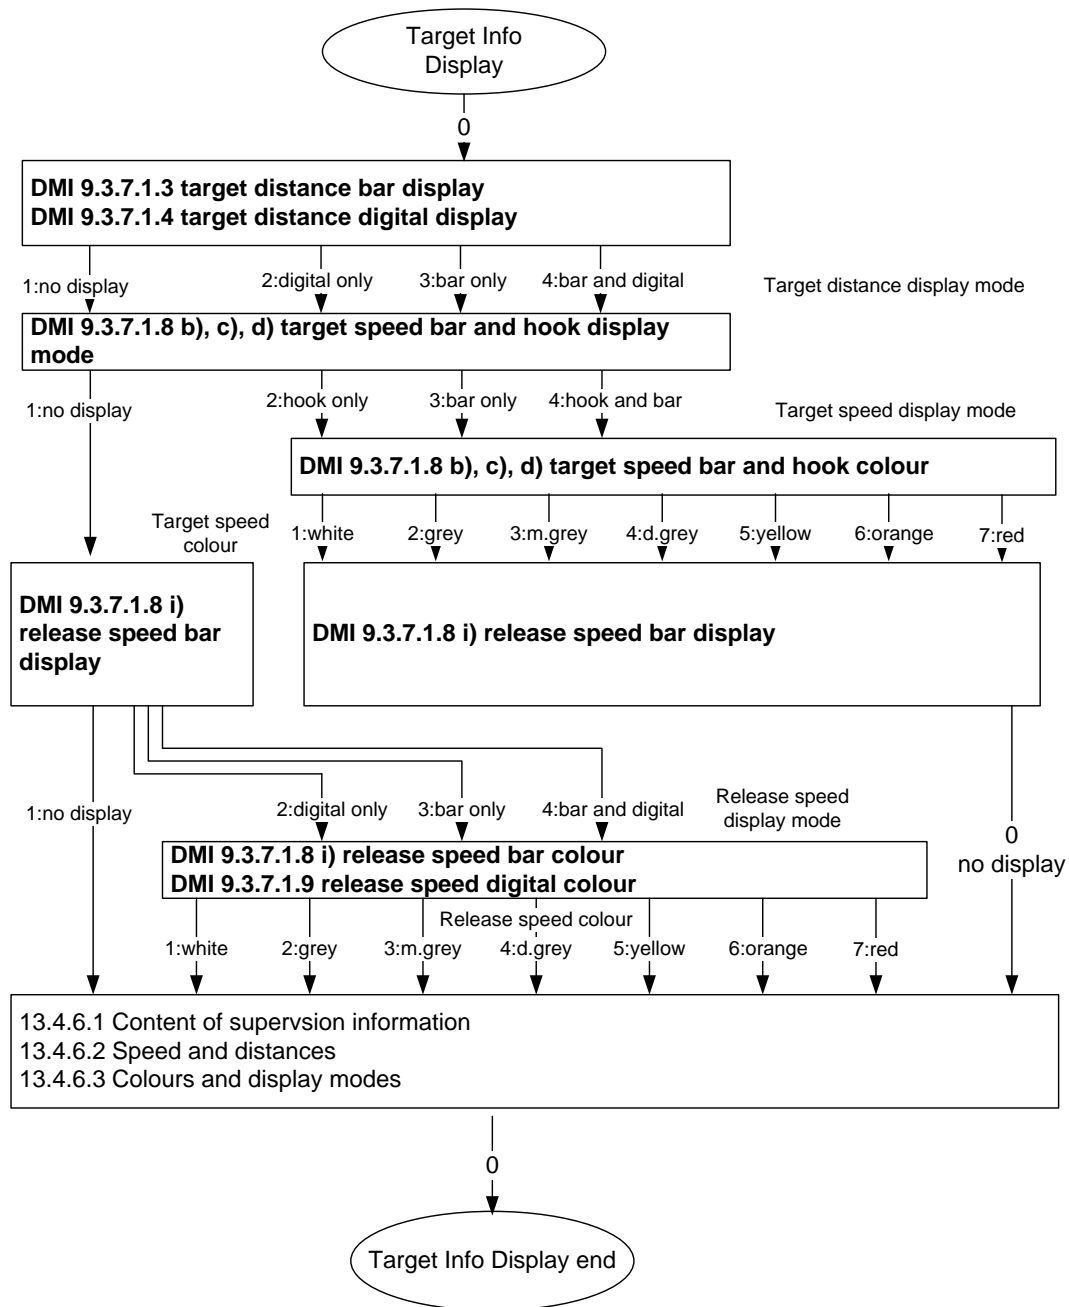 Target Info
Display
0
DMI 9.3.7.1.3 target distance bar display
DMI 9.3.7.1.4 target distance digital display
1:no display
2:digital only
3:bar only
4:bar and digital
Target distance display mode
DMI 9.3.7.1.8 b), c), d) target speed bar and hook display
mode
1:no display
2:hook only
3:bar only
4:hook and bar
Target speed display mode
DMI 9.3.7.1.8 b), c), d) target speed bar and hook colour
Target speed
colour
1:white
2:grey
3:m.grey
4:d.grey
5:yellow
6:orange
7:red
DMI 9.3.7.1.8 i)
release speed bar
display
DMI 9.3.7.1.8 i) release speed bar display
1:no display
2:digital only
3:bar only
4:bar and digital
Release speed
display mode
0
no display
DMI 9.3.7.1.8 i) release speed bar colour
DMI 9.3.7.1.9 release speed digital colour
Release speed colour
1:white
2:grey
3:m.grey
4:d.grey
5:yellow
6:orange
7:red
13.4.6.1 Content of supervsion information
13.4.6.2 Speed and distances
13.4.6.3 Colours and display modes
0
Target Info Display end